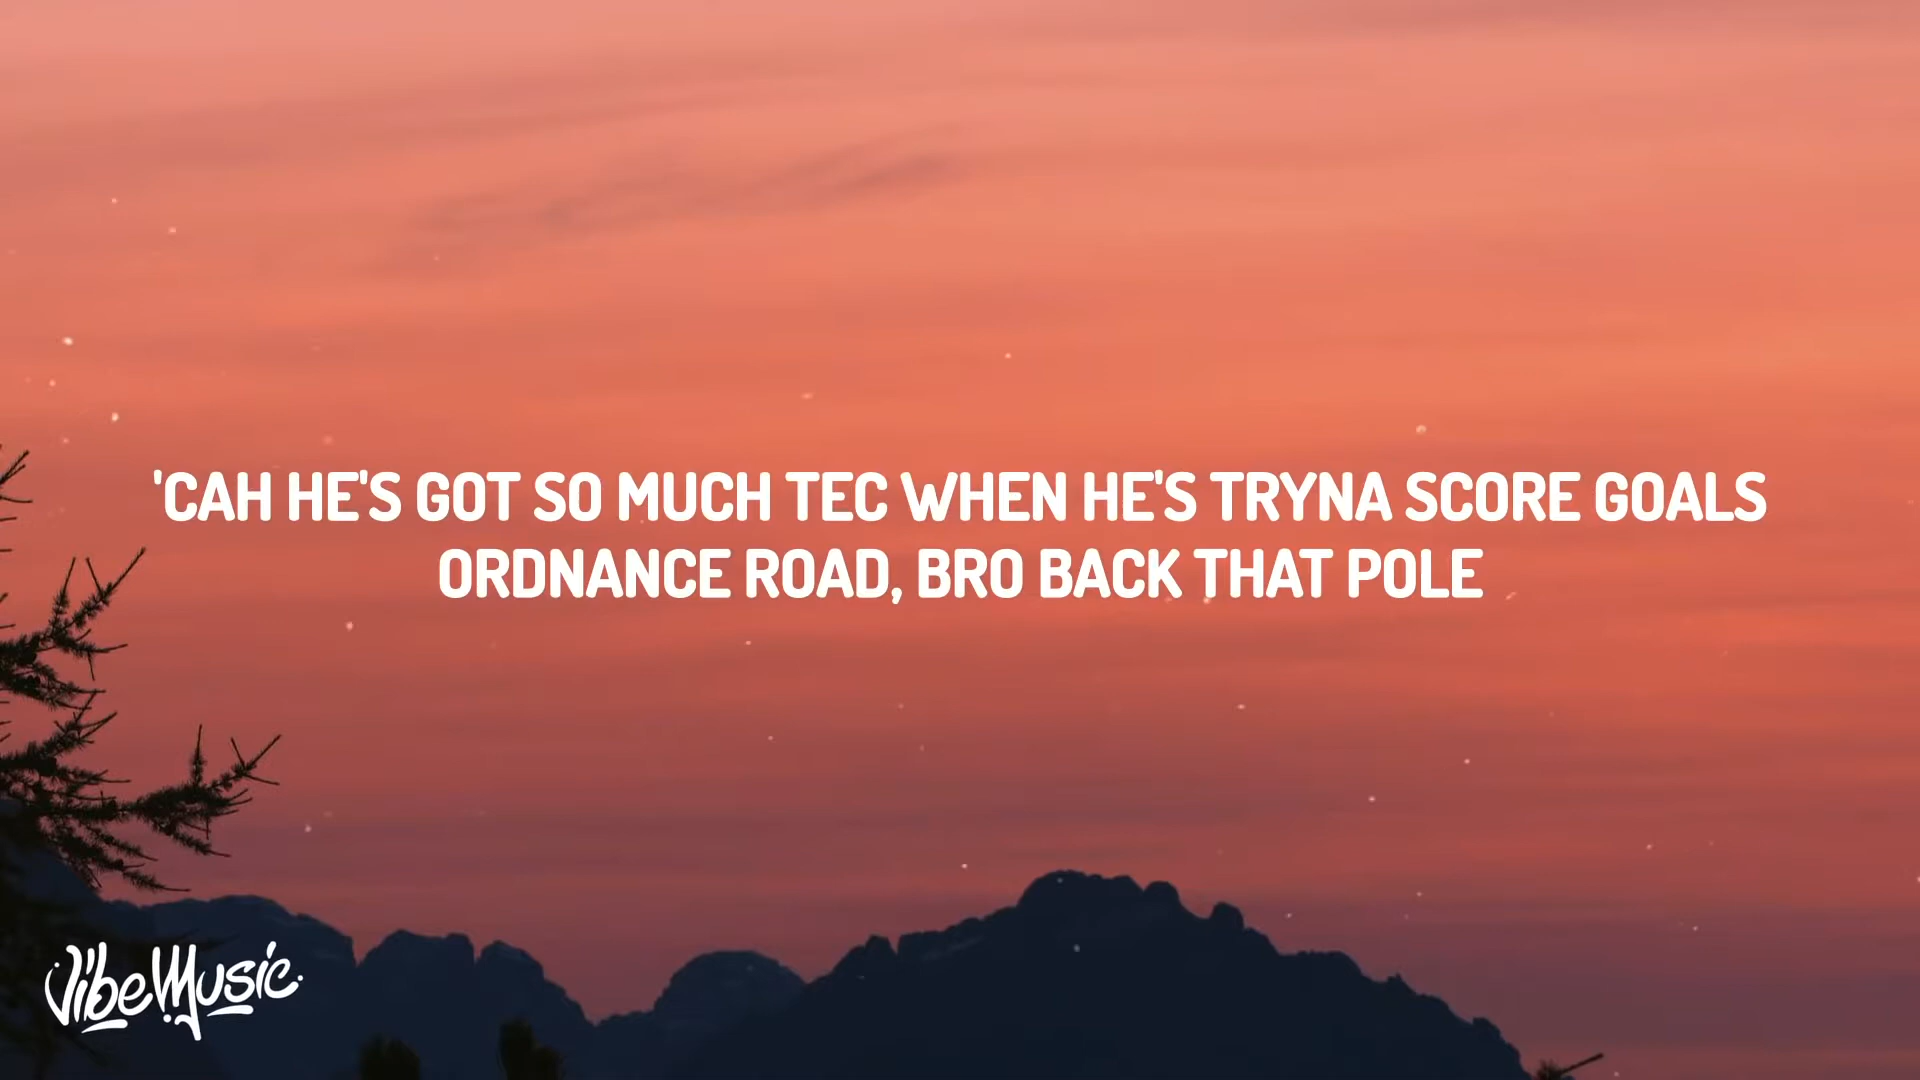 'CAH HE'S GOT SO MUCH TEC WHEN HE'S TRYNA SCORE GOALS
ORDNANCE ROAD, BRO BACK THAT POLE
VibeMusic